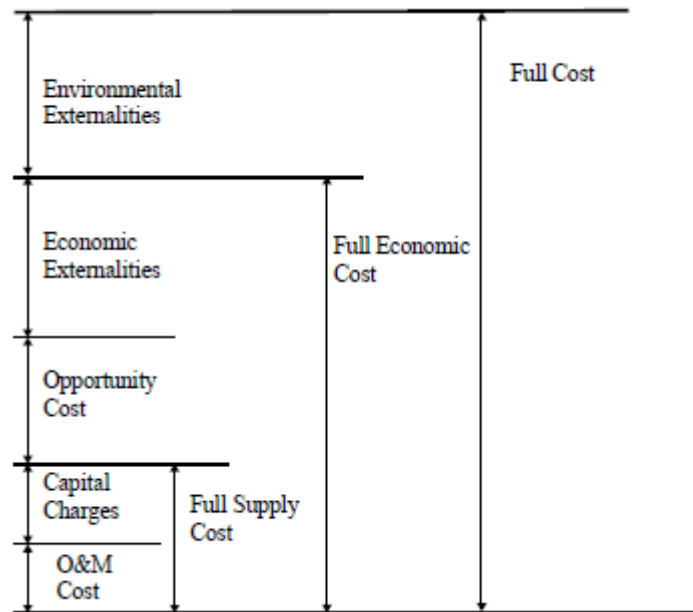 Environmental
Externalities
Full Cost
Economic
Externalities
Full Economic
Cost
Opportunity
Cost
Capital
Charges
Full Supply
Cost
O&M
Cost